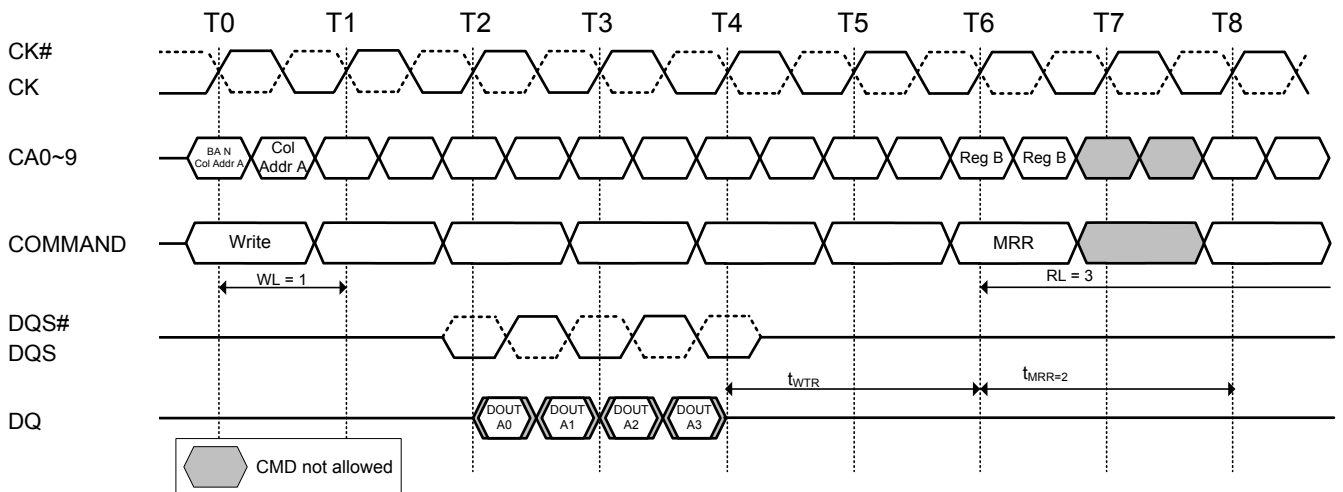 T0 T1 T2 T3 T4 T5 T6 T7 T8
CK#
CK
CA0~9
BA N
Col Addr A
Col
Addr A
Reg B Reg B
COMMAND Write MRR
WL = 1 RL = 3
DQS#
DQS
tWTR tMRR=2
DQ
DOUT A0
DOUT A1
DOUT A2
DOUT A3
CMD not allowed